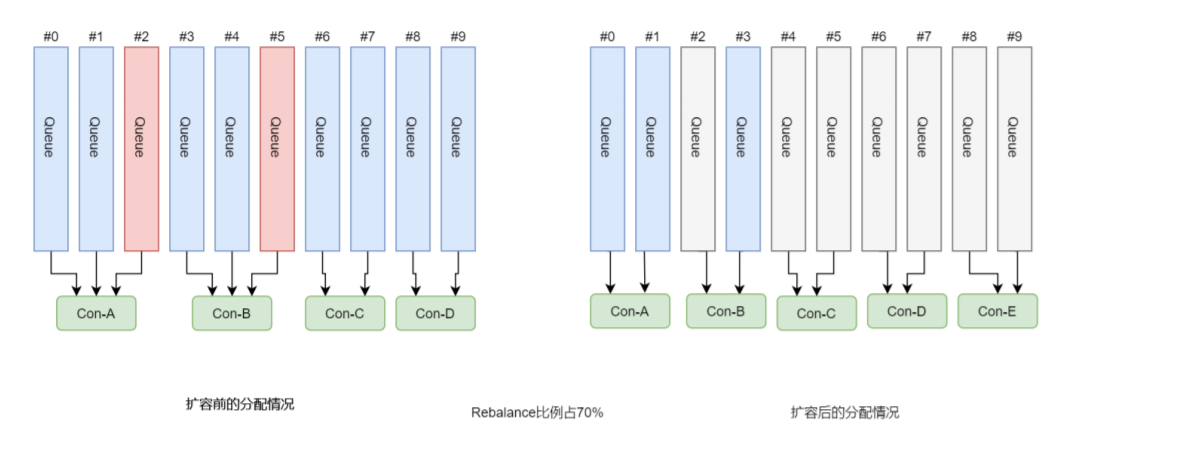 #0 #1 #2 #3 #4 #5 #6 #7 #8 #9
Queue Queue Queue Queue Queue Queue Queue Queue Queue Queue
Con-A Con-B Con-C Con-D
扩容前的分配情况
#0 #1 #2 #3 #4 #5 #6 #7 #8 #9
Queue Queue Queue Queue Queue Queue Queue Queue Queue Queue
Con-A Con-B Con-C Con-D Con-E
Rebalance比例占70%
扩容后的分配情况